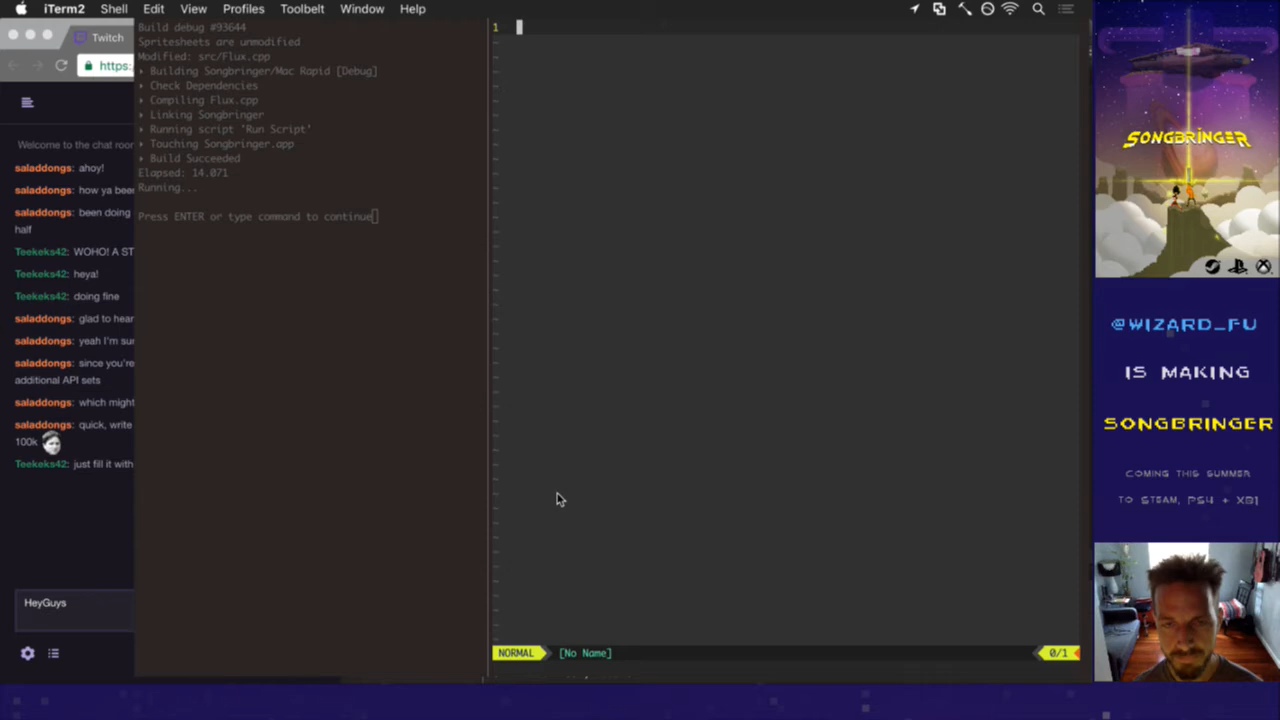 iTerm2 Shell Edit View Profiles Toolbelt Window Help
Twitch
https:
Welcome to the chat roo
saladdongs: ahoy!
saladdongs: how ya bee
saladdongs: been doing
half
Teekeks42: WOHO! A ST
Teekeks42: heya!
Teekeks42: doing fine
saladdongs: glad to hear
saladdongs: yeah I'm su
saladdongs: since you're
additional API sets
saladdongs: which might
saladdongs: quick, write
100k
Teekeks42: just fill it with
HeyGuys
Build debug #93644
Spritesheets are unmodified
Modified: src/Flux.cpp
Building Songbringer/Mac Rapid [Debug]
Check Dependencies
Compiling Flux.cpp
Linking Songbringer
Running script 'Run Script'
Touching Songbringer.app
Build Succeeded
Elapsed: 14.071
Running...
Press ENTER or type command to continue
1
~
NORMAL [No Name] 0/1
SONGBRINGER
@WIZARD_FU
IS MAKING
SONGBRINGER
COMING THIS SUMMER
TO STEAM, PS4 + XB1